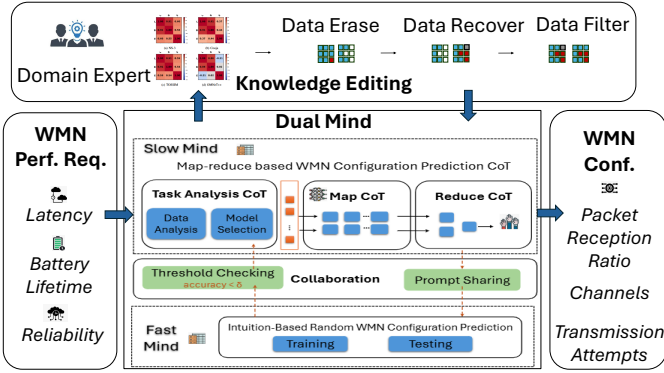 Domain Expert
Data Erase
Data Recover
Data Filter
Knowledge Editing
WMN
Perf. Req.
Latency
Battery
Lifetime
Reliability
Dual Mind
Slow Mind
Map-reduce based WMN Configuration Prediction CoT
Task Analysis CoT
Data
Analysis
Model
Selection
Map CoT
Reduce CoT
Threshold Checking
accuracy < δ
Collaboration
Prompt Sharing
Fast
Mind
Intuition-Based Random WMN Configuration Prediction
Training
Testing
WMN
Conf.
Packet
Reception
Ratio
Channels
Transmission
Attempts